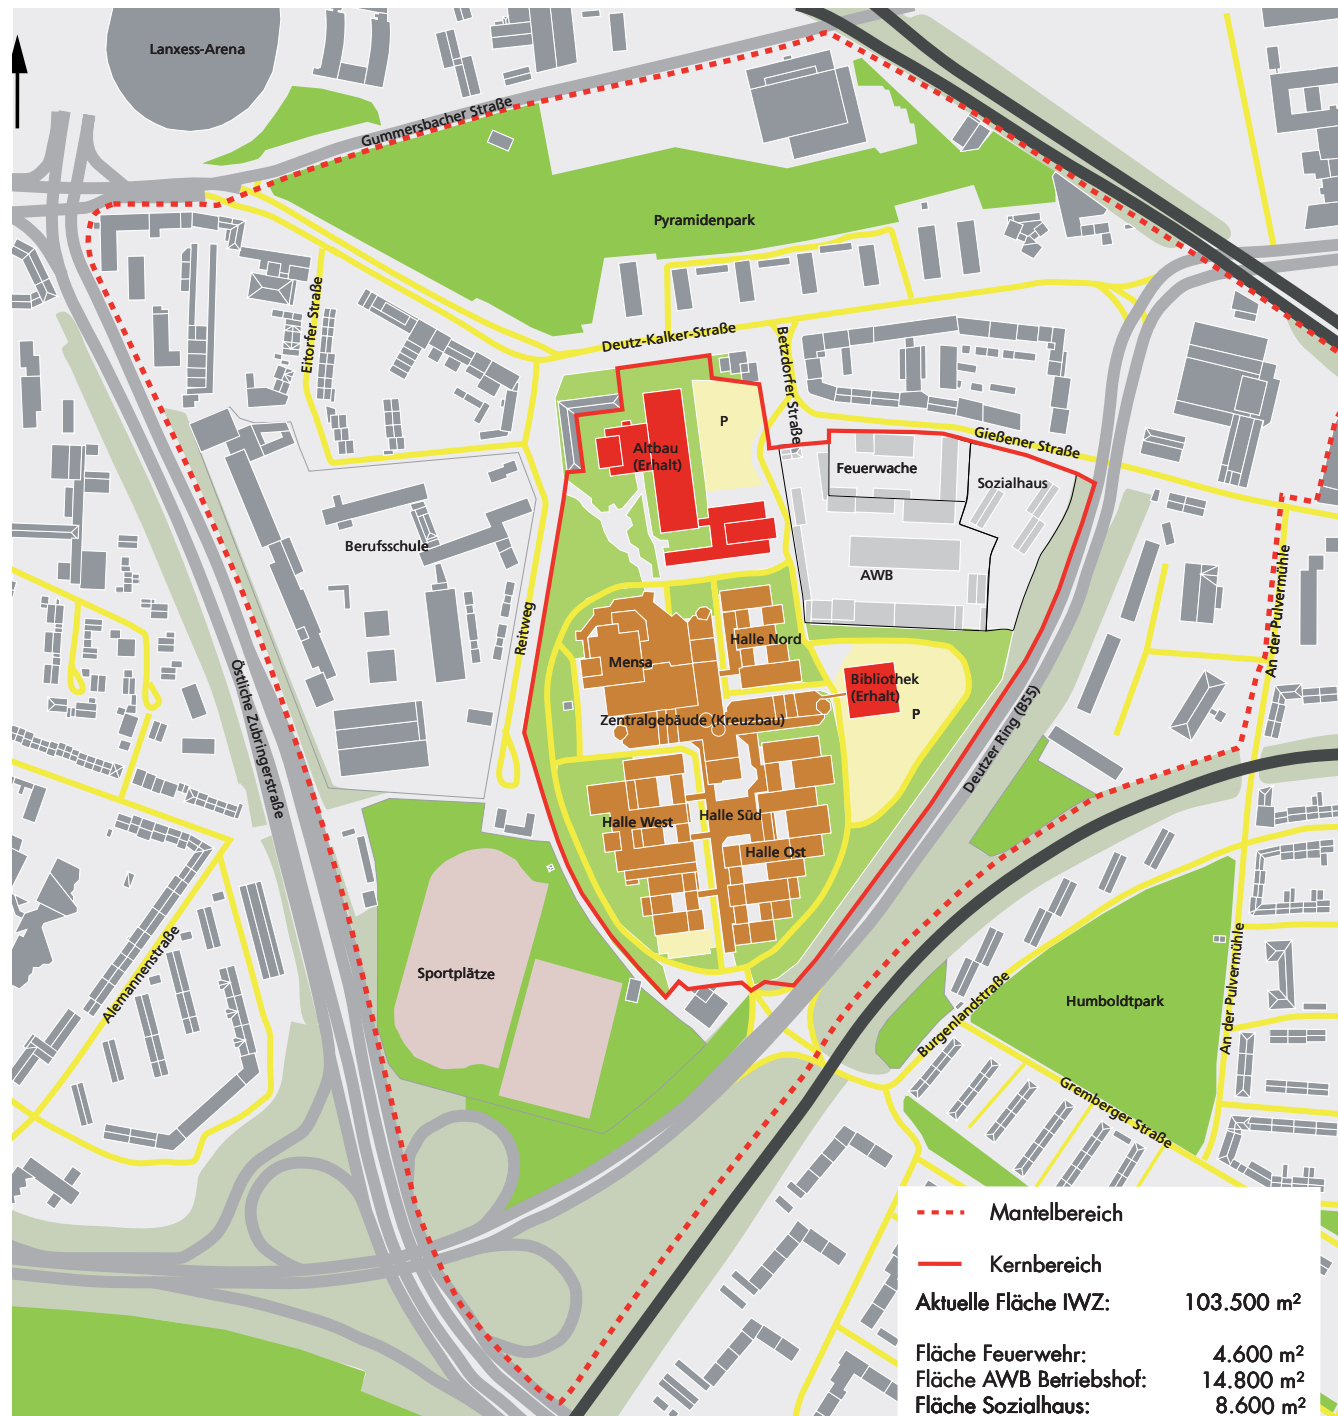 Lanxess-Arena
Gummersbacher Straße
Pyramidenpark
Eitorfer Straße
Deutz-Kalker-Straße
Betzdorfer Straße
P
Altbau
(Erhalt)
Gießener Straße
Feuerwache
Sozialhaus
Berufsschule
AWB
An der Pulvermühle
Reitweg
Halle Nord
Mensa
Bibliothek
(Erhalt)
P
Zentralgebäude (Kreuzbau)
Östliche Zubringerstraße
Deutzer Ring (B55)
Halle West
Halle Süd
Halle Ost
Alemannenstraße
Sportplätze
Humboldtpark
An der Pulvermühle
Burgenlandstraße
Gremberger Straße
Mantelbereich
Kernbereich
Aktuelle Fläche IWZ: 103.500 m²
Fläche Feuerwehr: 4.600 m²
Fläche AWB Betriebshof: 14.800 m²
Fläche Sozialhaus: 8.600 m²